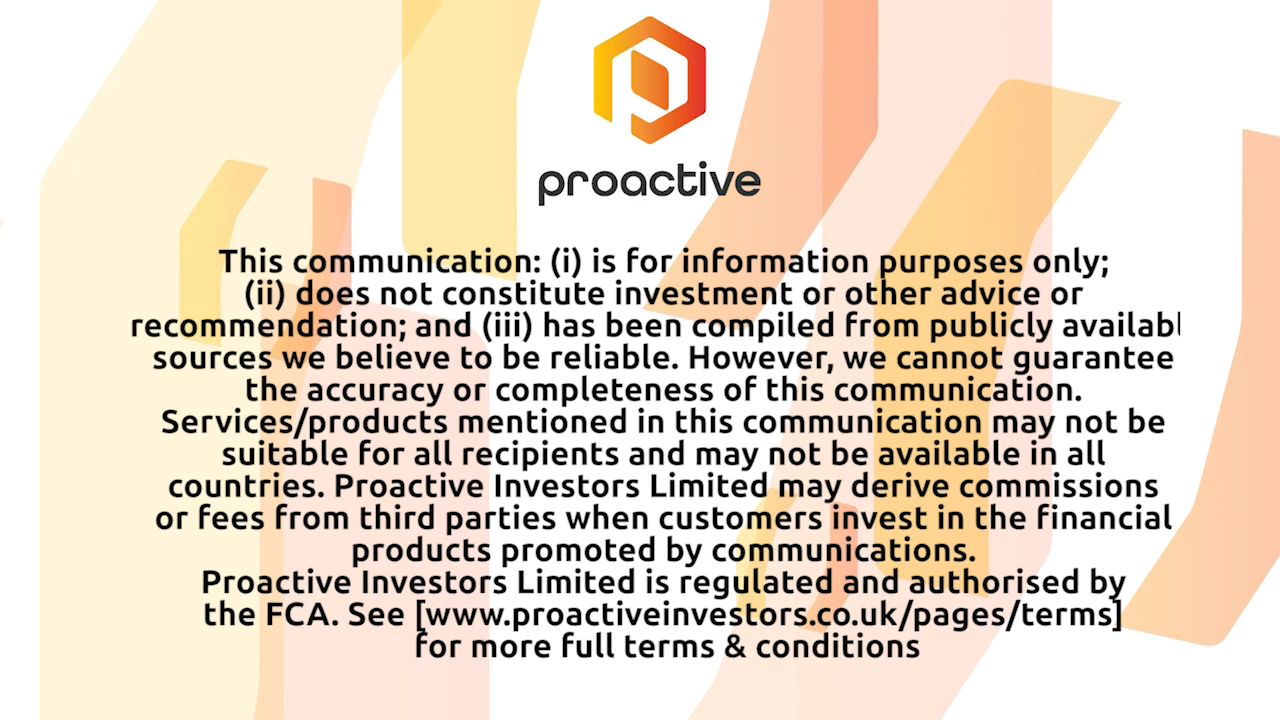 proactive
This communication: (i) is for information purposes only;
(ii) does not constitute investment or other advice or
recommendation; and (iii) has been compiled from publicly availabl
sources we believe to be reliable. However, we cannot guarantee
the accuracy or completeness of this communication.
Services/products mentioned in this communication may not be
suitable for all recipients and may not be available in all
countries. Proactive Investors Limited may derive commissions
or fees from third parties when customers invest in the financial
products promoted by communications.
Proactive Investors Limited is regulated and authorised by
the FCA. See [www.proactiveinvestors.co.uk/pages/terms]
for more full terms & conditions